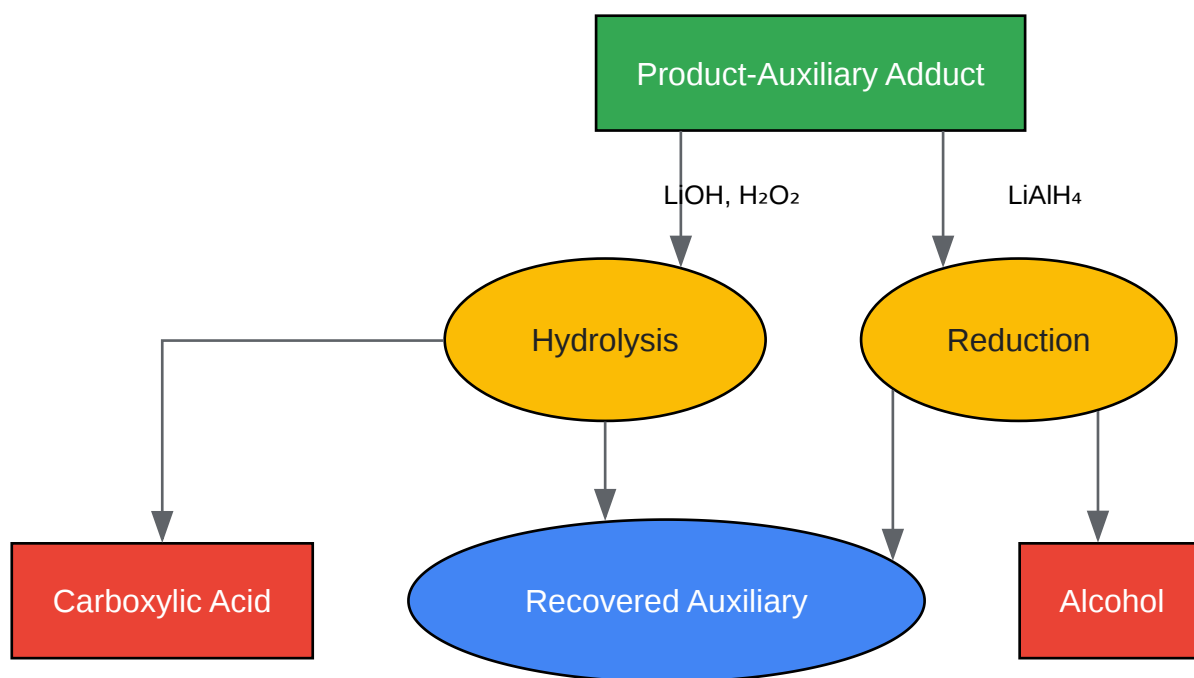 Product-Auxiliary Adduct
LiOH, H₂O₂
LiAlH₄
Hydrolysis
Reduction
Carboxylic Acid
Recovered Auxiliary
Alcohol